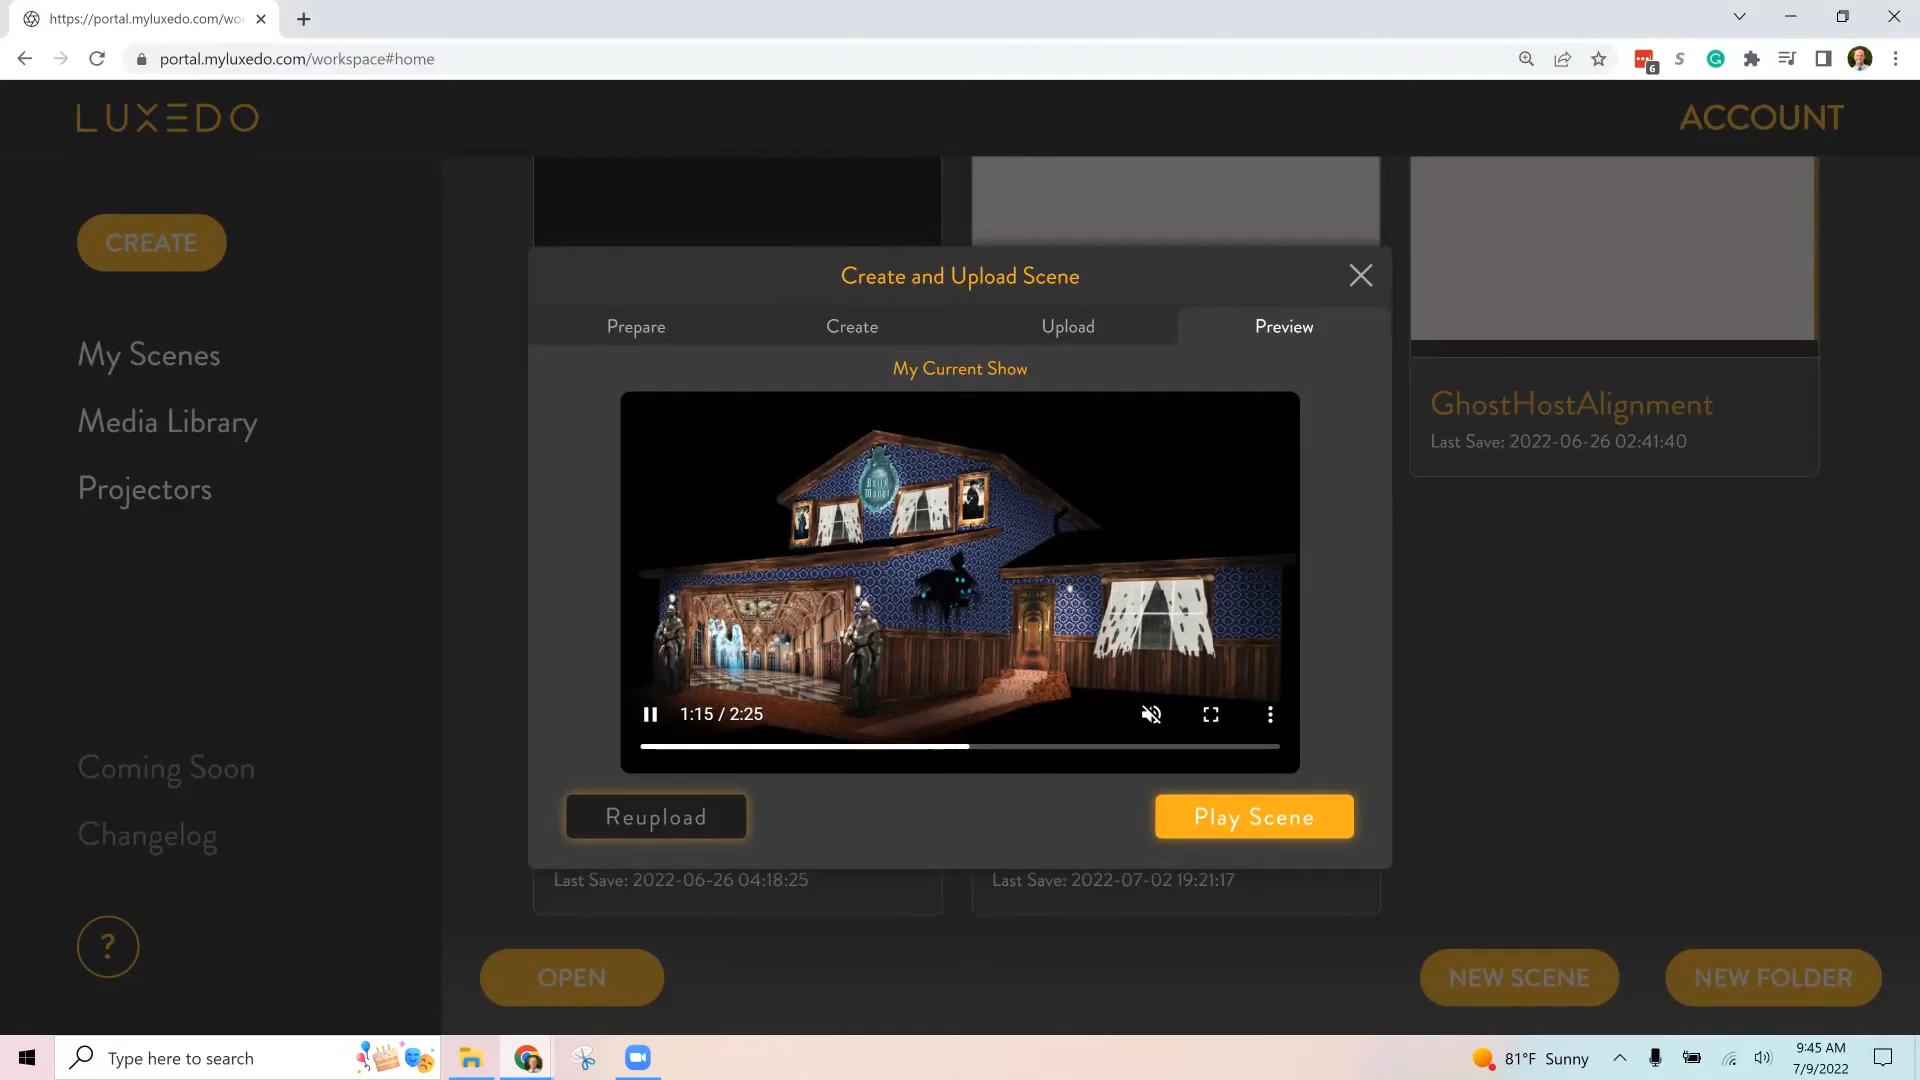 https://portal.myluxedo.com/wo
portal.myluxedo.com/workspace#home
6
LUXEDO
ACCOUNT
CREATE
My Scenes
Media Library
Projectors
Coming Soon
Changelog
?
Create and Upload Scene
Prepare
Create
Upload
Preview
My Current Show
1:15 / 2:25
Reupload
Play Scene
GhostHostAlignment
Last Save: 2022-06-26 02:41:40
Last Save: 2022-06-26 04:18:25
Last Save: 2022-07-02 19:21:17
OPEN
NEW SCENE
NEW FOLDER
Type here to search
81°F Sunny
9:45 AM
7/9/2022